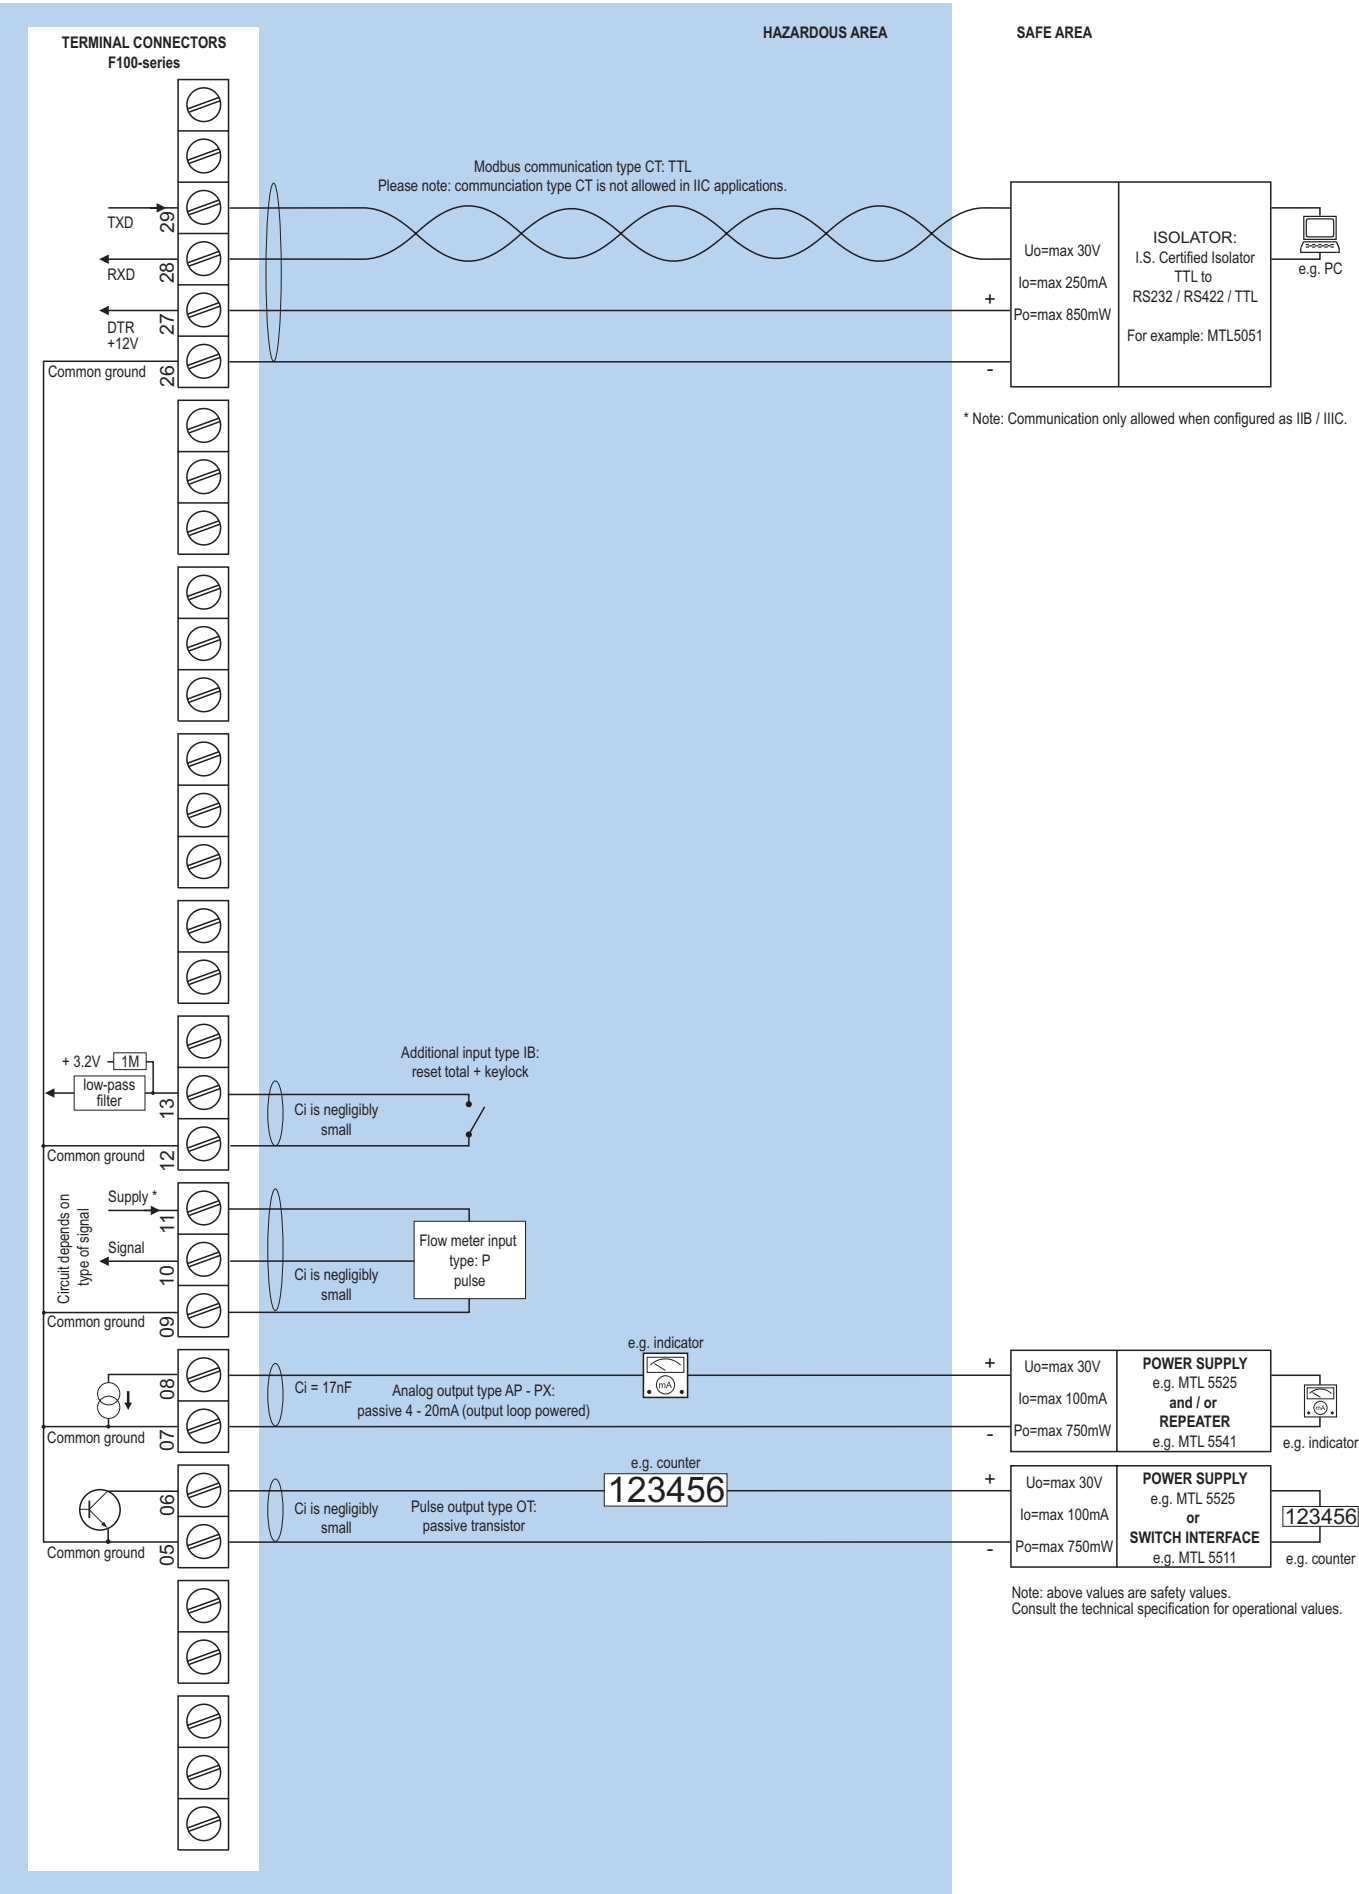 HAZARDOUS AREA
SAFE AREA
TERMINAL CONNECTORS
F100-series
Modbus communication type CT: TTL
Please note: communciation type CT is not allowed in IIC applications.
TXD
29
RXD
28
DTR
+12V
27
Common ground
26
+
-
Uo=max 30V
Io=max 250mA
Po=max 850mW
ISOLATOR:
I.S. Certified Isolator
TTL to
RS232 / RS422 / TTL
For example: MTL5051
e.g. PC
* Note: Communication only allowed when configured as IIB / IIIC.
+ 3.2V
1M
low-pass
filter
13
Common ground
12
Additional input type IB:
reset total + keylock
Ci is negligibly
small
Circuit depends on
type of signal
Supply *
11
Signal
10
Common ground
09
Ci is negligibly
small
Flow meter input
type: P
pulse
08
Common ground
07
Ci = 17nF
Analog output type AP - PX:
passive 4 - 20mA (output loop powered)
e.g. indicator
mA
+
-
Uo=max 30V
Io=max 100mA
Po=max 750mW
POWER SUPPLY
e.g. MTL 5525
and / or
REPEATER
e.g. MTL 5541
mA
e.g. indicator
06
Common ground
05
Ci is negligibly
small
Pulse output type OT:
passive transistor
e.g. counter
123456
+
-
Uo=max 30V
Io=max 100mA
Po=max 750mW
POWER SUPPLY
e.g. MTL 5525
or
SWITCH INTERFACE
e.g. MTL 5511
123456
e.g. counter
Note: above values are safety values.
Consult the technical specification for operational values.